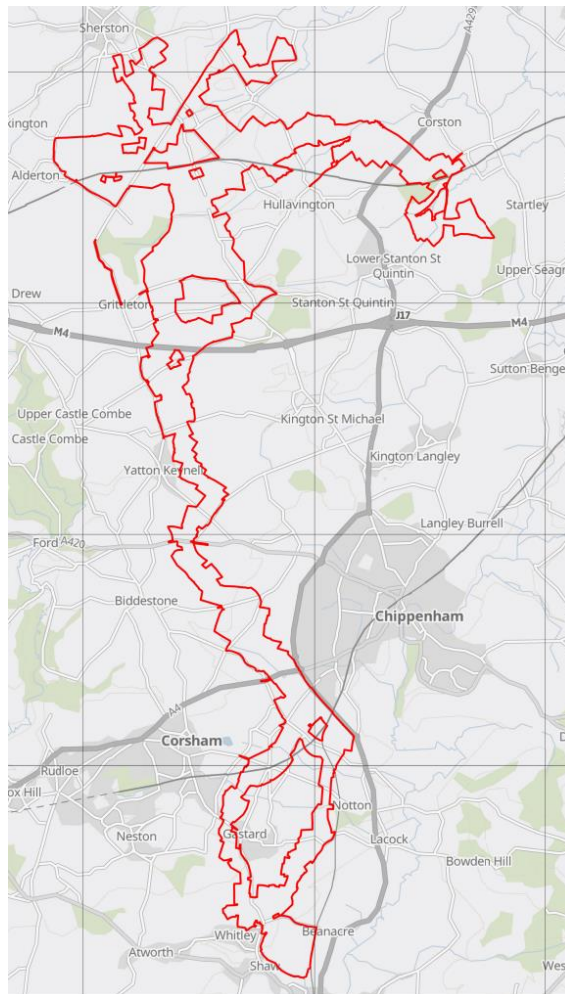 Sherston
A429
Corston
xington
Alderton
Startley
Hullavington
Lower Stanton St
Quintin
Upper Seagr
Drew
Grittleton
Stanton St Quintin
J17
M4
M4
Sutton Benge
Upper Castle Combe
Kington St Michael
Castle Combe
Kington Langley
Yatton Keynell
Langley Burrell
Ford
A420
Biddestone
Chippenham
A4
Corsham
Rudloe
ox Hill
Notton
Neston
Gastard
Lacock
Bowden Hill
Whitley
Beanacre
Atworth
Shaw
Wes